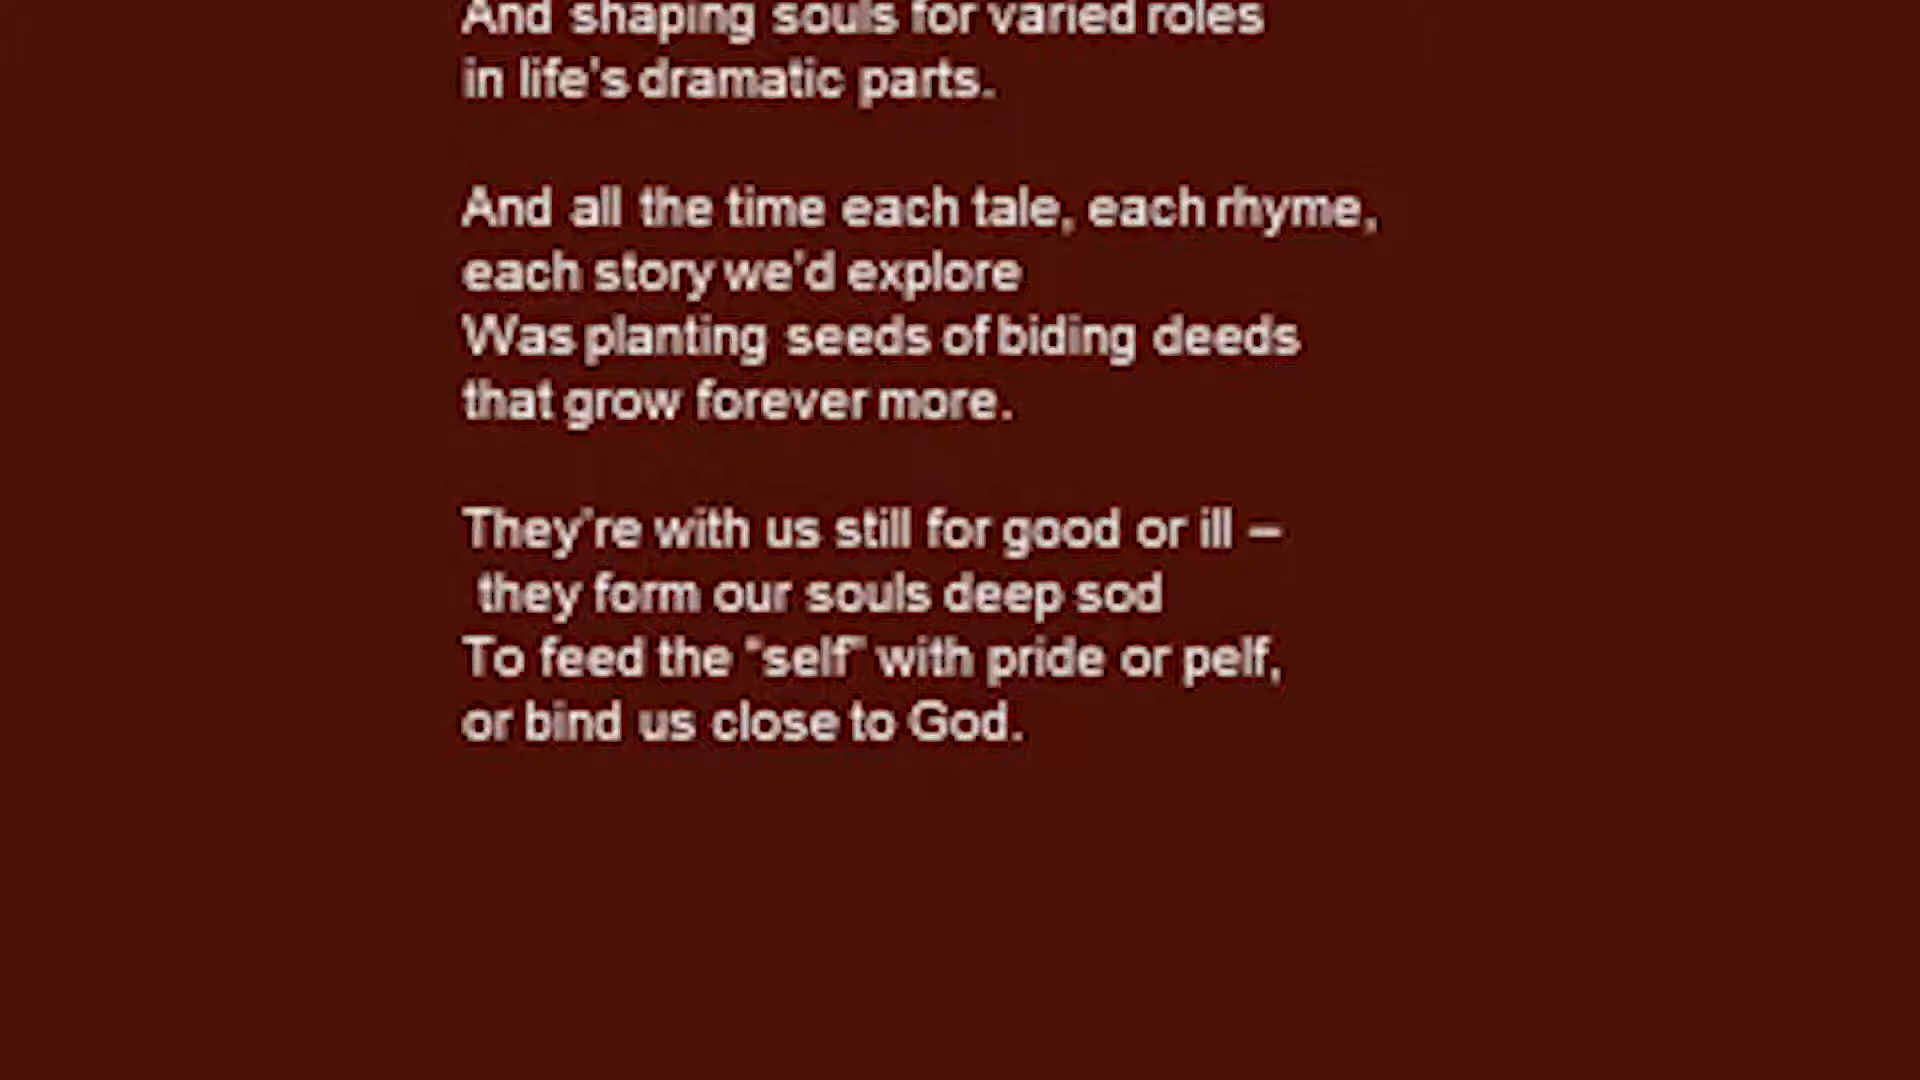 And shaping souls for varied roles
in life's dramatic parts.
And all the time each tale, each rhyme,
each story we'd explore
Was planting seeds of biding deeds
that grow forever more.
They're with us still for good or ill –
they form our souls deep sod
To feed the "self" with pride or pelf,
or bind us close to God.